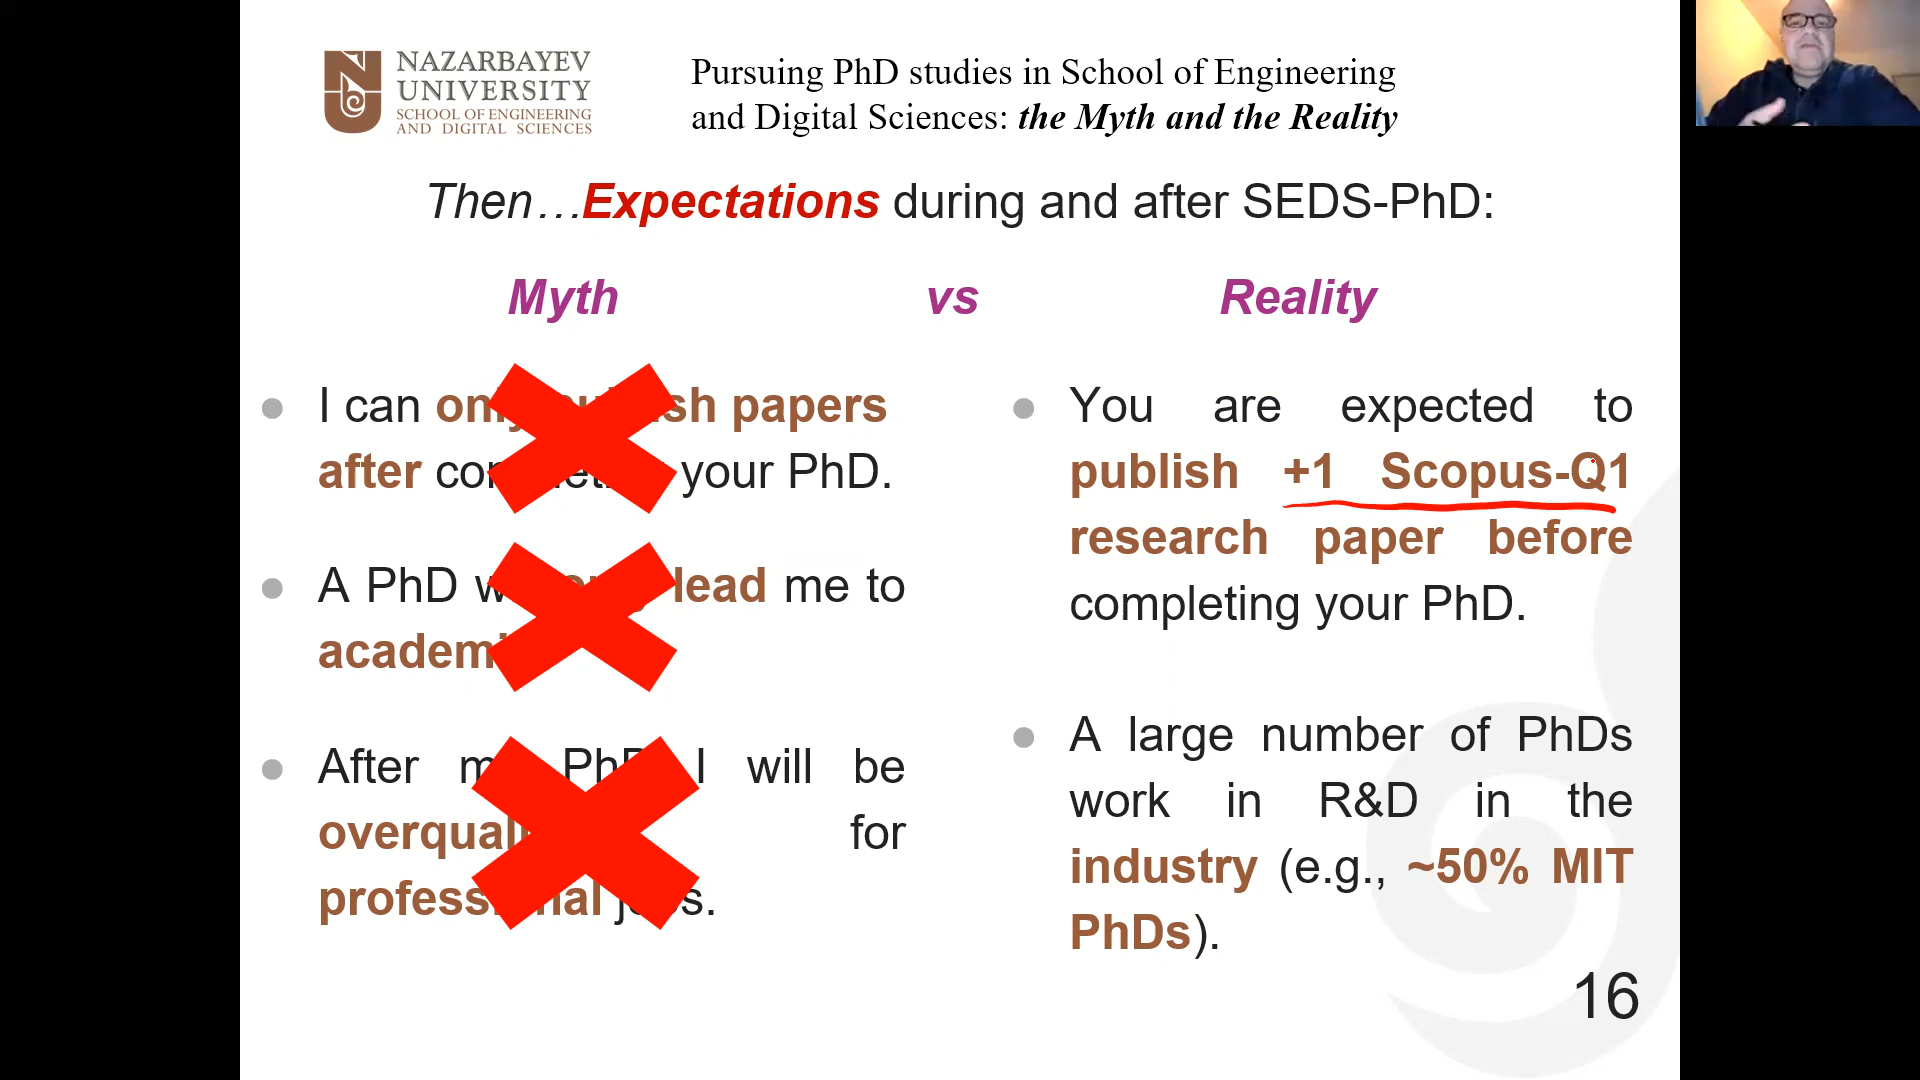 NAZARBAYEV
UNIVERSITY
SCHOOL OF ENGINEERING
AND DIGITAL SCIENCES
Pursuing PhD studies in School of Engineering
and Digital Sciences: the Myth and the Reality
Then…Expectations during and after SEDS-PhD:
Myth vs Reality
I can papers
after your PhD.
A PhD lead me to
After PhD I will be
for
You are expected to
publish +1 Scopus-Q1
research paper before
completing your PhD.
A large number of PhDs
work in R&D in the
industry (e.g., ~50% MIT
PhDs).
16